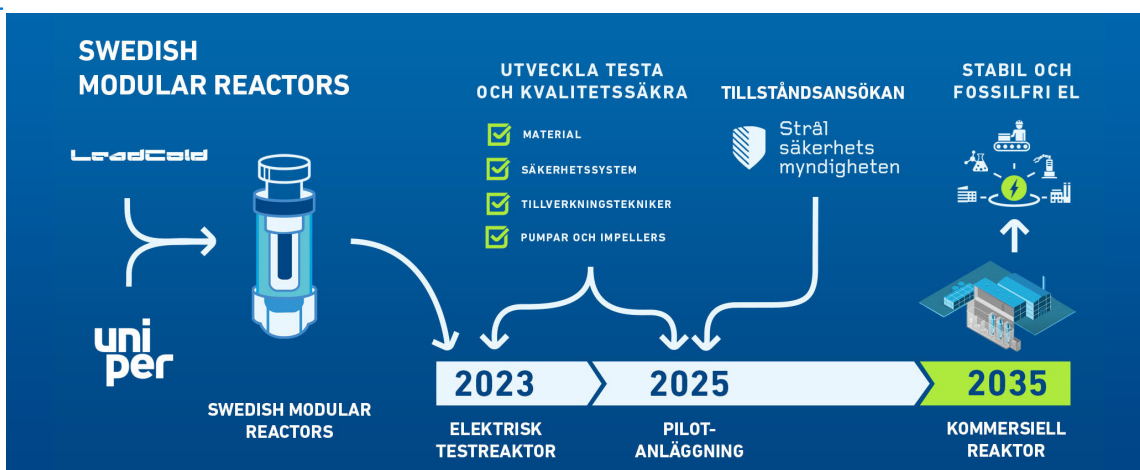 SWEDISH
MODULAR REACTORS
LeadCold
uni
per
SWEDISH MODULAR
REACTORS
UTVECKLA TESTA
OCH KVALITETSSÄKRA
MATERIAL
SÄKERHETSSYSTEM
TILLVERKNINGSTEKNIKER
PUMPAR OCH IMPELLERS
TILLSTÅNDSANSÖKAN
Strål
säkerhets
myndigheten
STABIL OCH
FOSSILFRI EL
2023
ELEKTRISK
TESTREAKTOR
2025
PILOT-
ANLÄGGNING
2035
KOMMERSIELL
REAKTOR